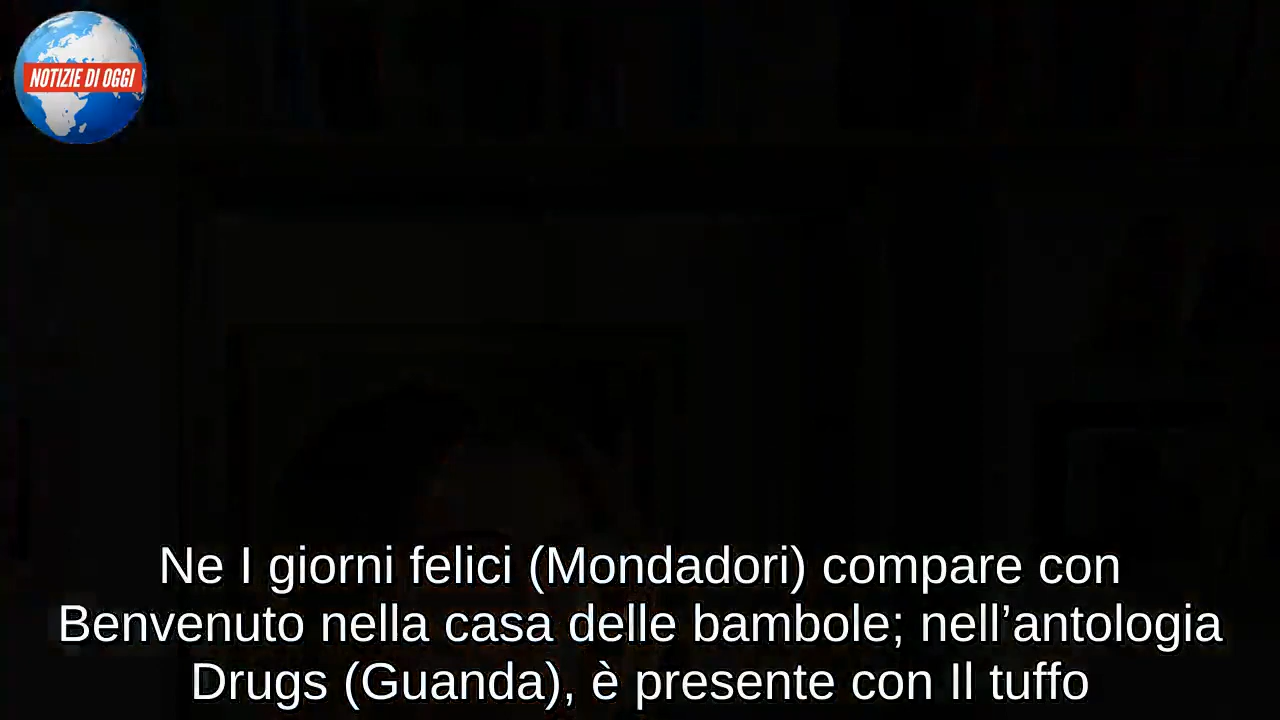 NOTIZIE DI OGGI
Ne I giorni felici (Mondadori) compare con
Benvenuto nella casa delle bambole; nell’antologia
Drugs (Guanda), è presente con Il tuffo